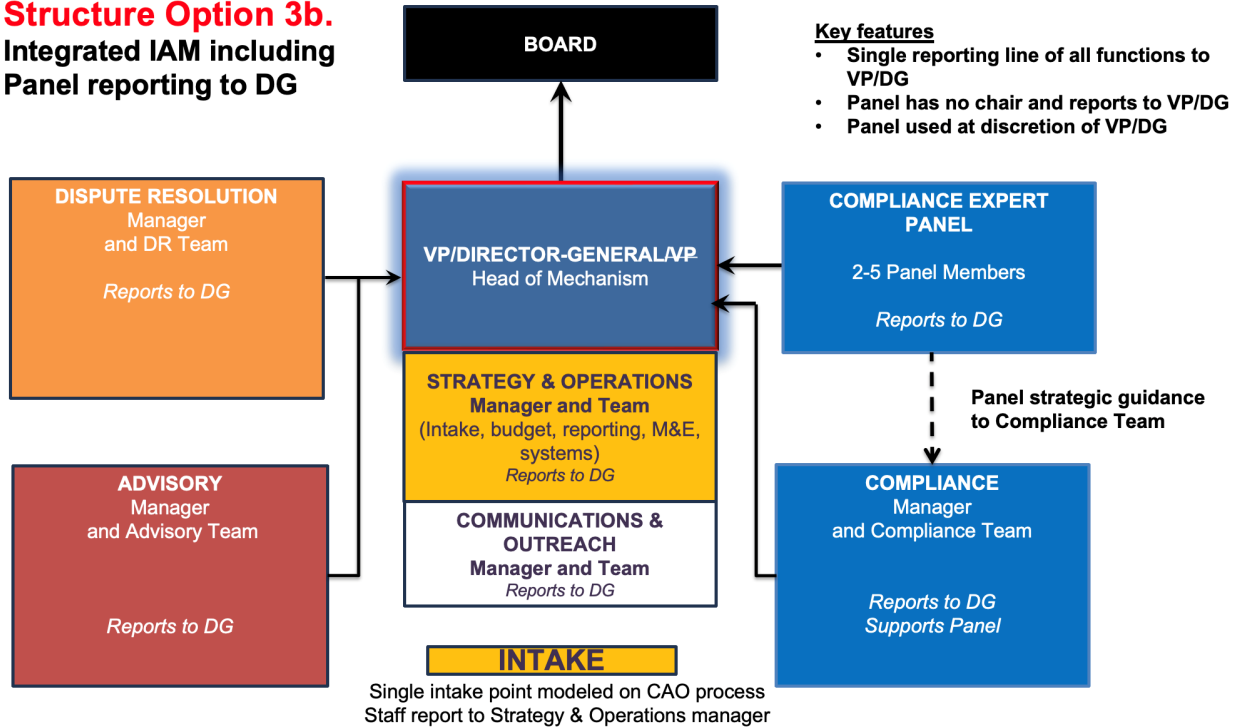 Structure Option 3b.
Integrated IAM including
Panel reporting to DG
BOARD
Key features
• Single reporting line of all functions to
VP/DG
• Panel has no chair and reports to VP/DG
• Panel used at discretion of VP/DG
DISPUTE RESOLUTION
Manager
and DR Team
Reports to DG
VP/DIRECTOR-GENERAL/VP
Head of Mechanism
COMPLIANCE EXPERT
PANEL
2-5 Panel Members
Reports to DG
STRATEGY & OPERATIONS
Manager and Team
(Intake, budget, reporting, M&E,
systems)
Reports to DG
Panel strategic guidance
to Compliance Team
ADVISORY
Manager
and Advisory Team
Reports to DG
COMMUNICATIONS &
OUTREACH
Manager and Team
Reports to DG
COMPLIANCE
Manager
and Compliance Team
Reports to DG
Supports Panel
INTAKE
Single intake point modeled on CAO process
Staff report to Strategy & Operations manager